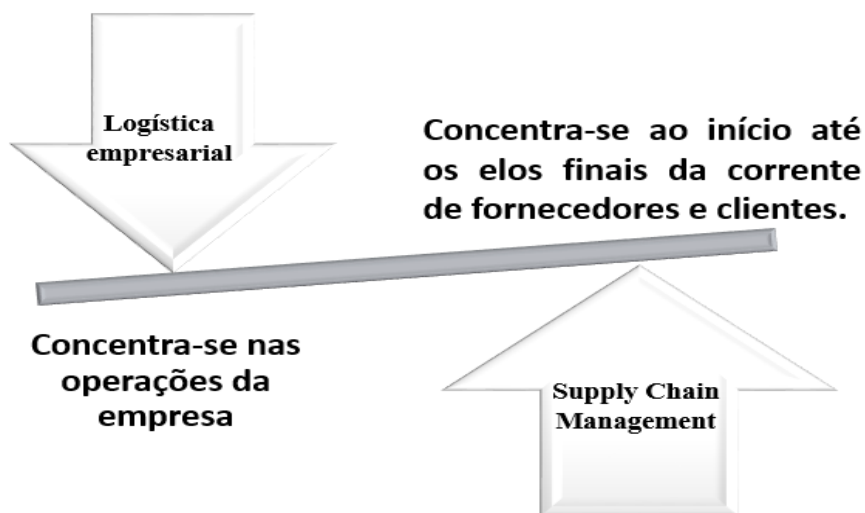 Logística
empresarial
Concentra-se ao início até
os elos finais da corrente
de fornecedores e clientes.
Concentra-se nas
operações da
empresa
Supply Chain
Management